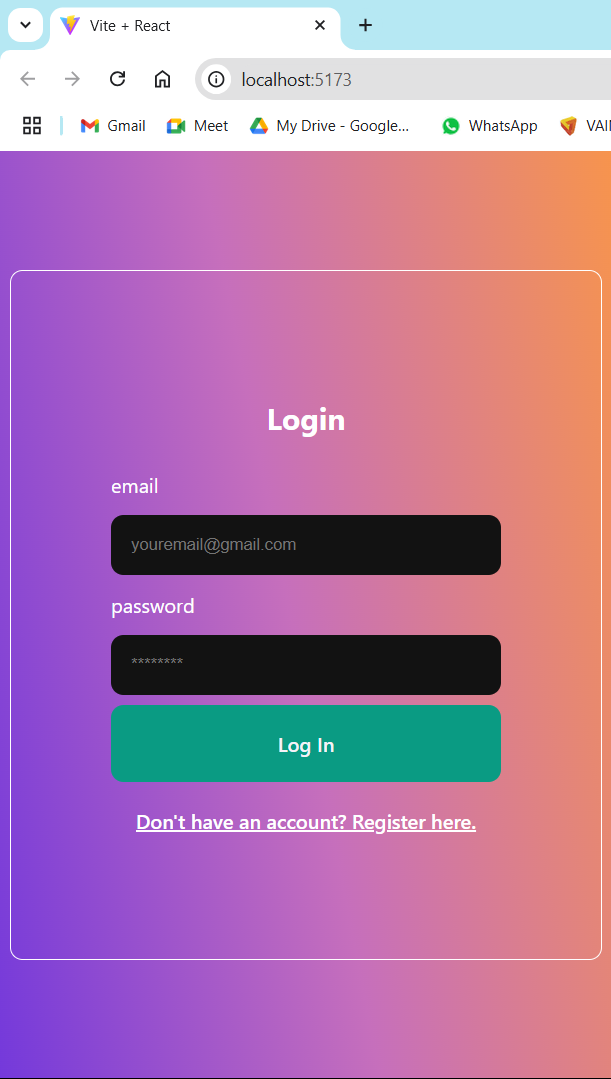 Vite + React
localhost:5173
Gmail Meet My Drive - Google... WhatsApp
Login
email
youremail@gmail.com
password
********
Log In
Don't have an account? Register here.